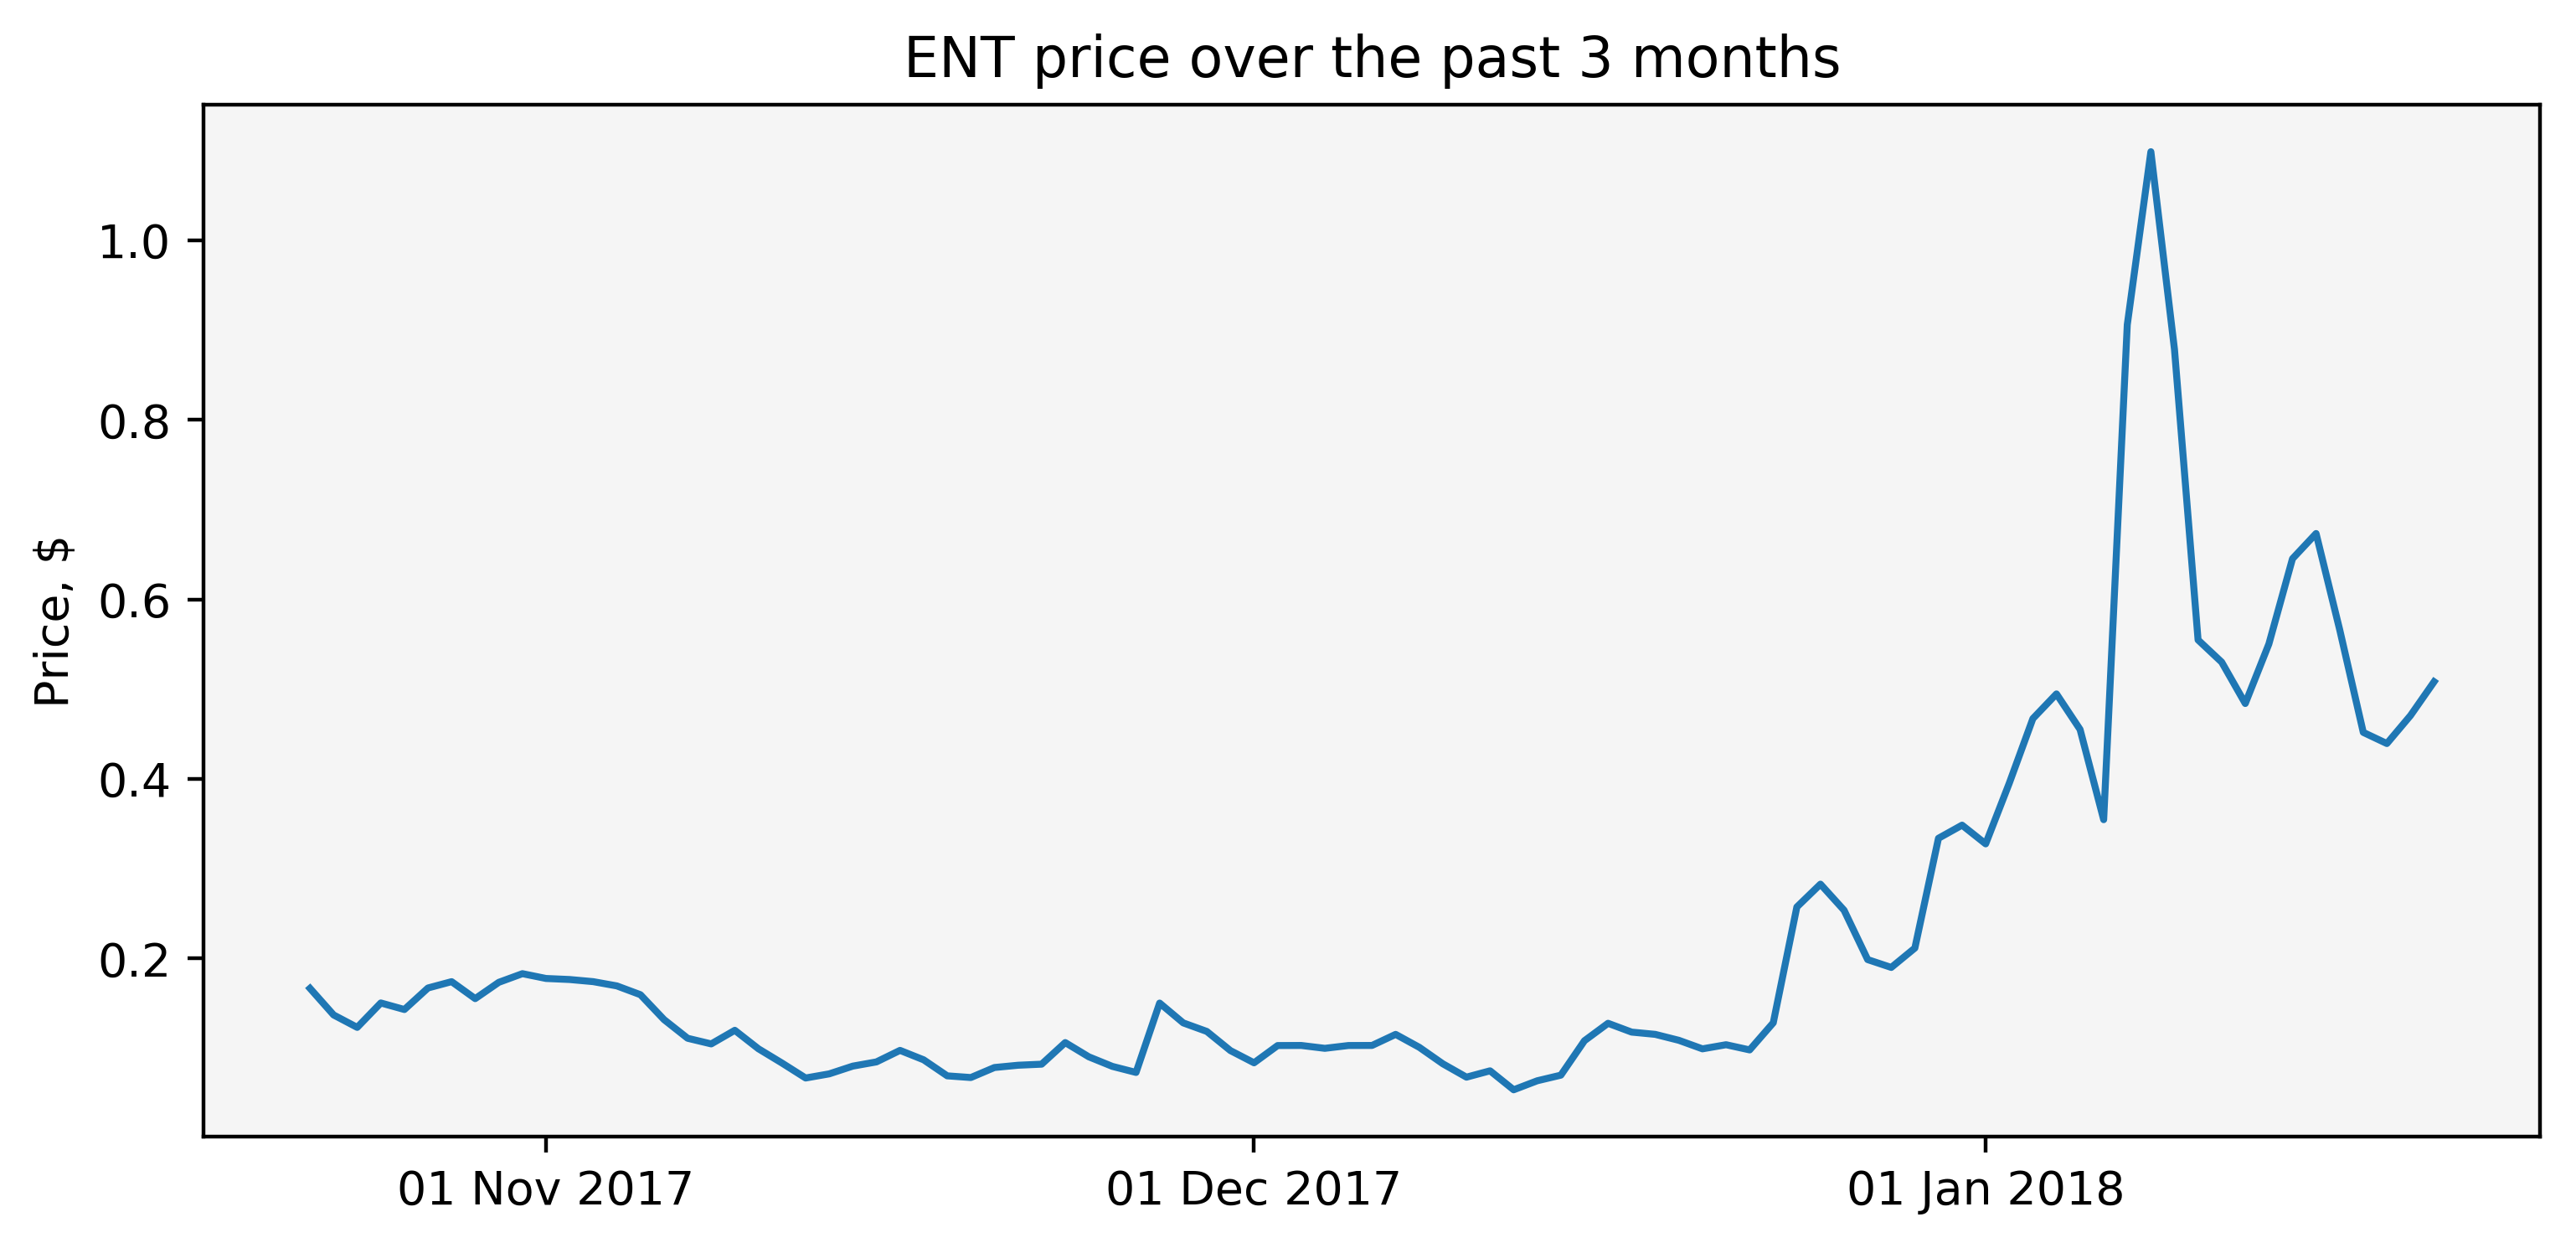 ENT price over the past 3 months
Price, $
1.0
0.8
0.6
0.4
0.2
01 Nov 2017
01 Dec 2017
01 Jan 2018